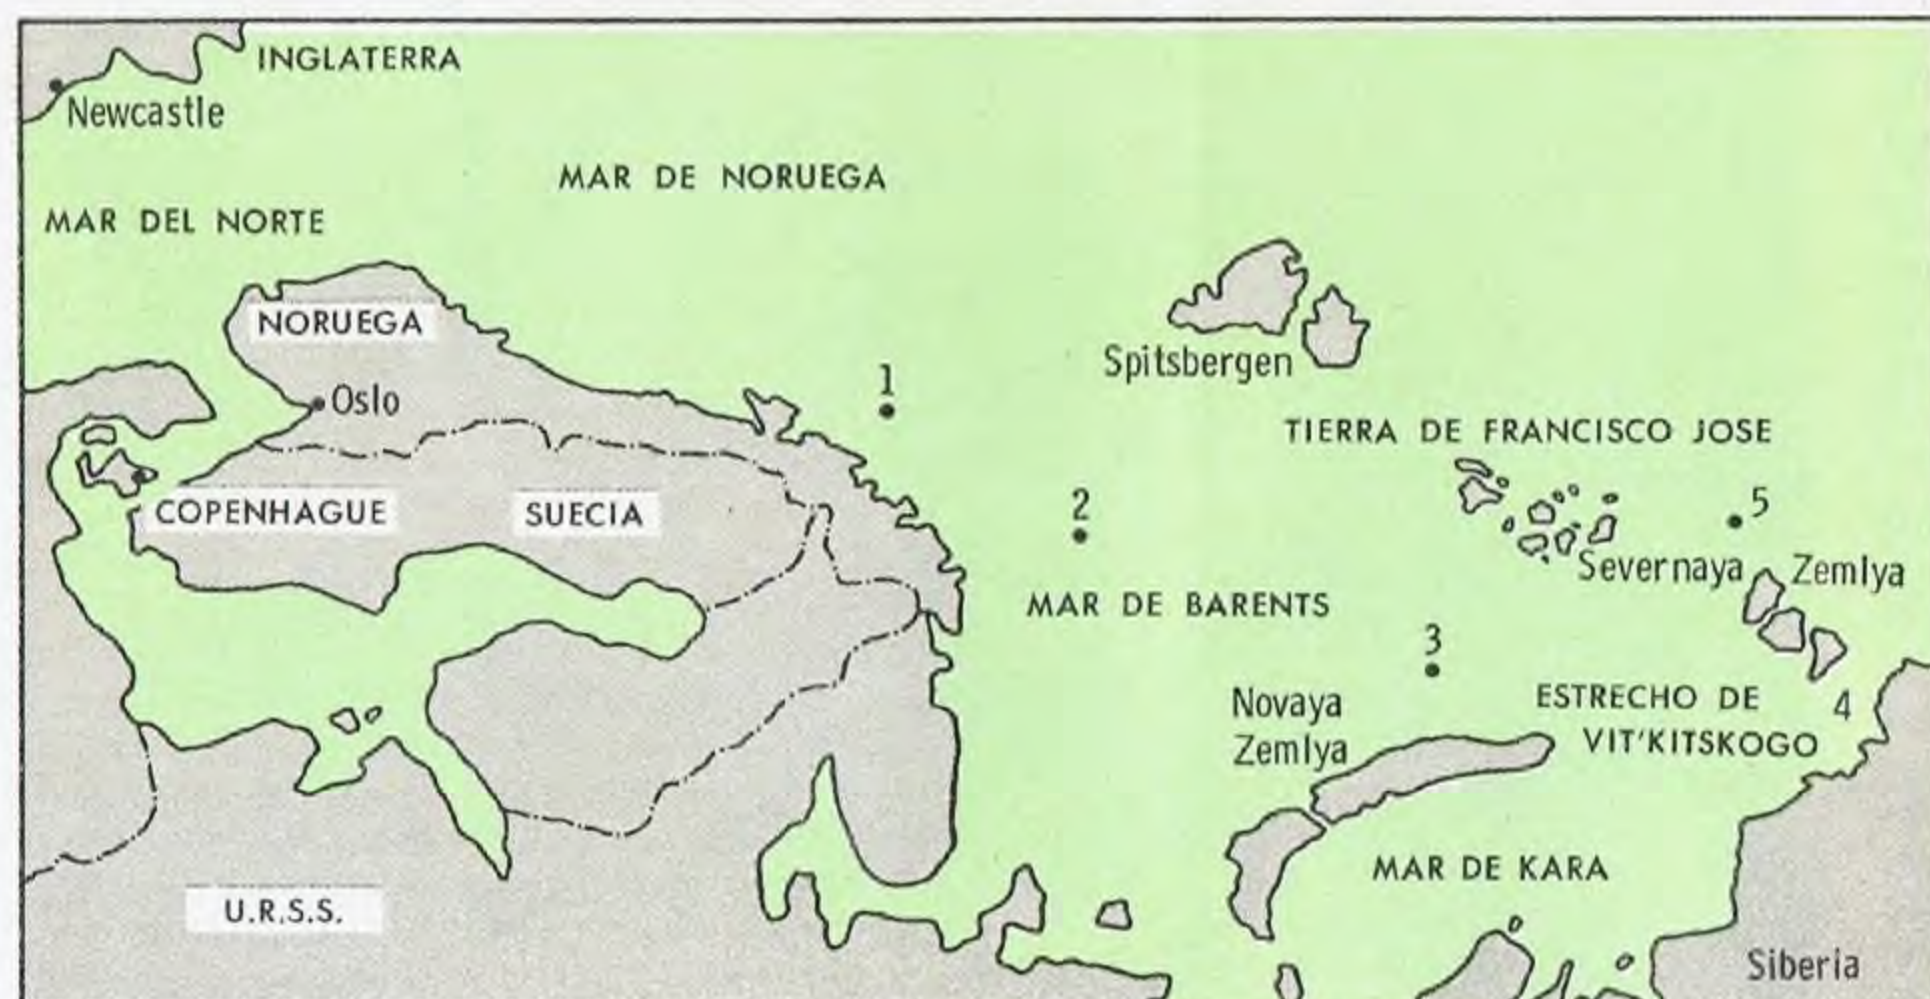 INGLATERRA
Newcastle
MAR DE NORUEGA
MAR DEL NORTE
NORUEGA
Spitsbergen
1
Oslo
TIERRA DE FRANCISCO JOSE
2
5
COPENHAGUE
SUECIA
Severnaya Zemlya
MAR DE BARENTS
3
Novaya
Zemlya
ESTRECHO DE
VIT'KITSKOGO
4
MAR DE KARA
U.R.S.S.
Siberia